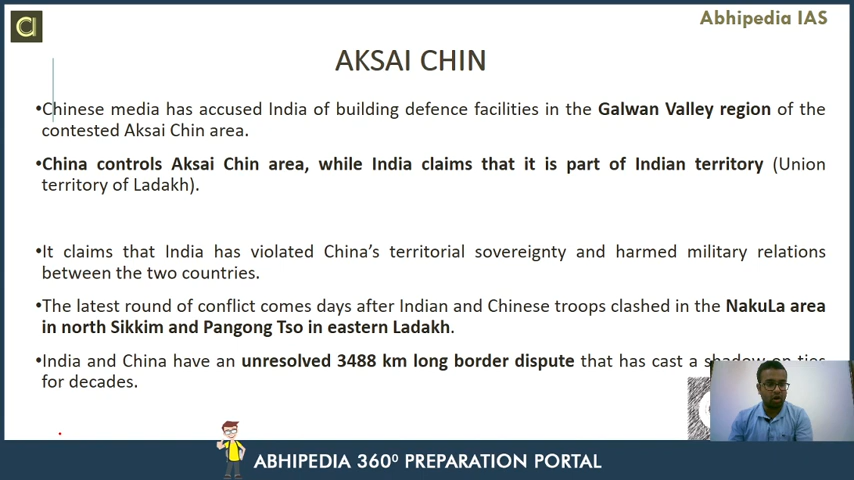 Abhipedia IAS
AKSAI CHIN
•Chinese media has accused India of building defence facilities in the Galwan Valley region of the
contested Aksai Chin area.
•China controls Aksai Chin area, while India claims that it is part of Indian territory (Union
territory of Ladakh).
•It claims that India has violated China's territorial sovereignty and harmed military relations
between the two countries.
•The latest round of conflict comes days after Indian and Chinese troops clashed in the NakuLa area
in north Sikkim and Pangong Tso in eastern Ladakh.
•India and China have an unresolved 3488 km long border dispute that has cast a shadow on ties
for decades.
ABHIPEDIA 360⁰ PREPARATION PORTAL